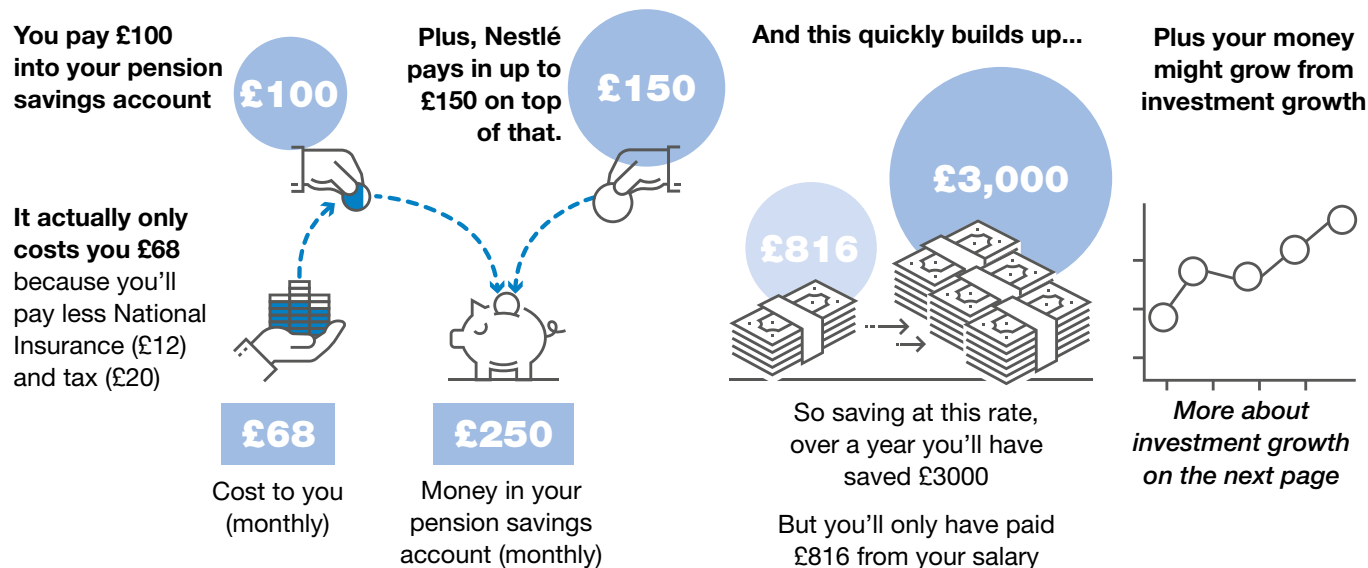 You pay £100
into your pension
savings account
£100
It actually only
costs you £68
because you’ll
pay less National
Insurance (£12)
and tax (£20)
£68
Cost to you
(monthly)
Plus, Nestlé
pays in up to
£150 on top
of that.
£150
£250
Money in your
pension savings
account (monthly)
And this quickly builds up...
£816
£3,000
So saving at this rate,
over a year you’ll have
saved £3000
But you’ll only have paid
£816 from your salary
Plus your money
might grow from
investment growth
More about
investment growth
on the next page